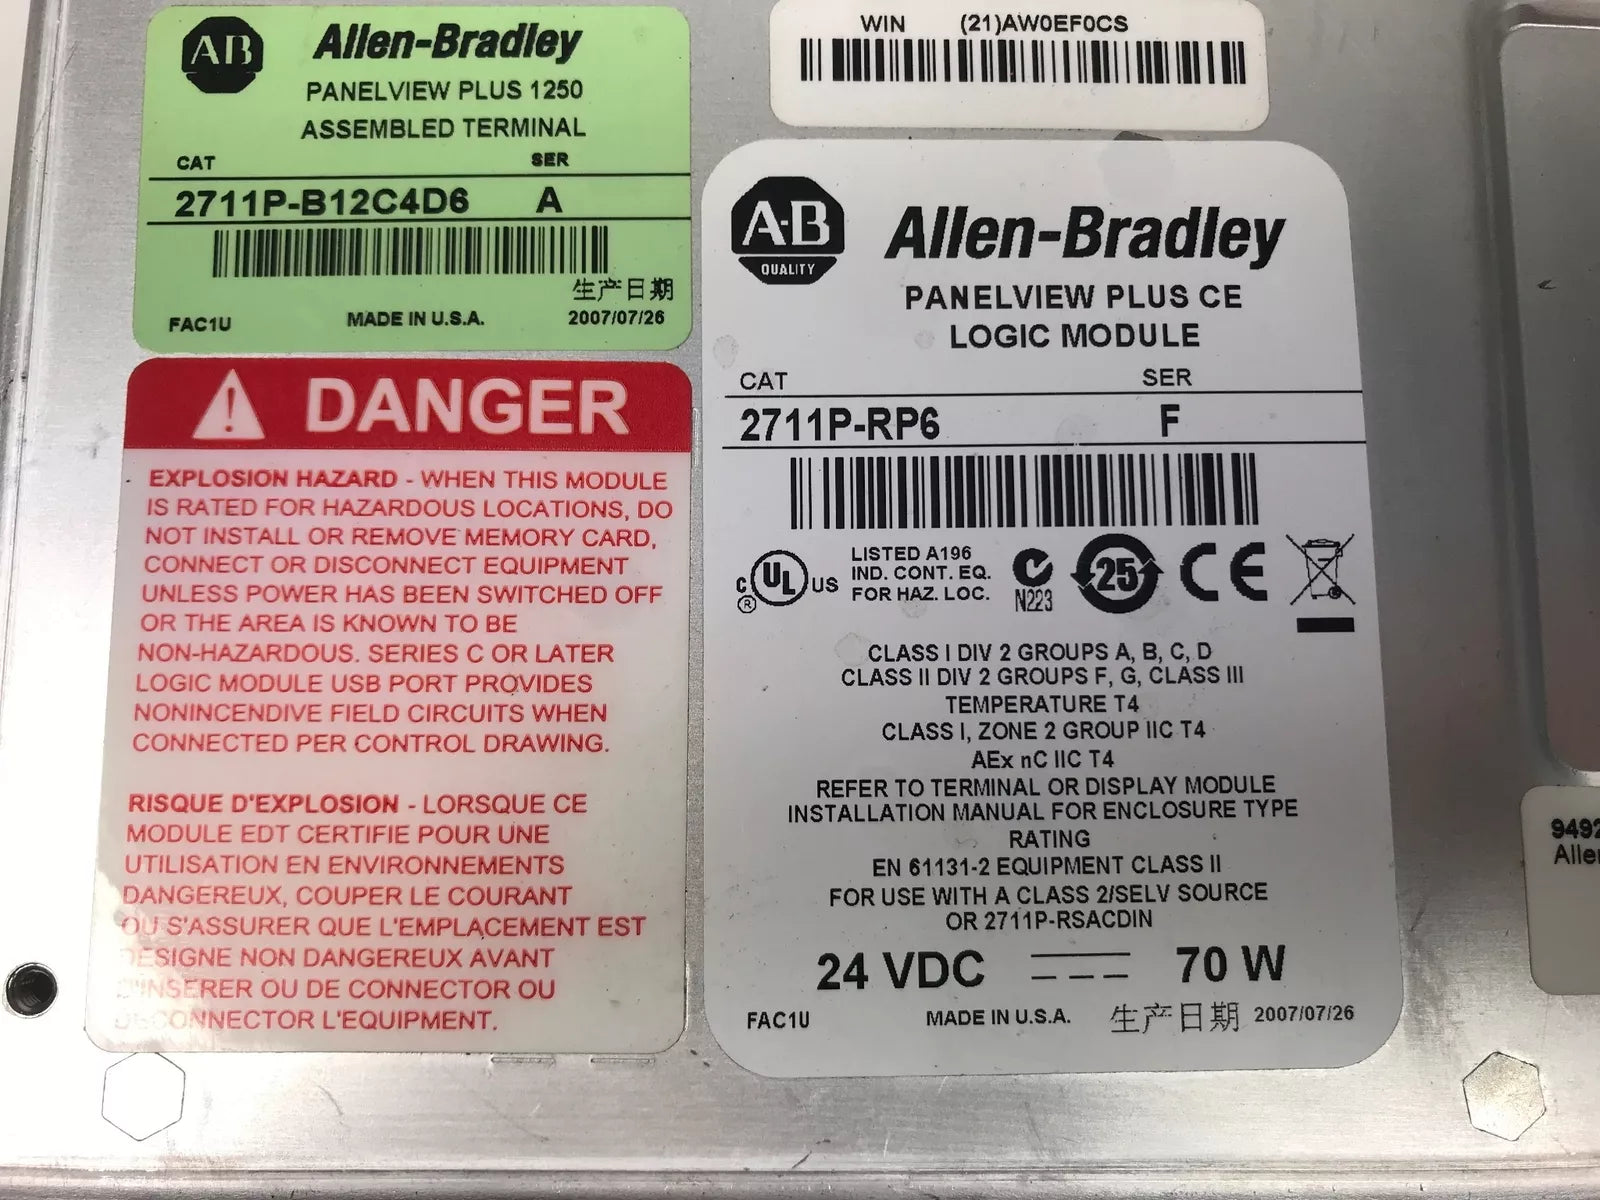 AB Allen-Bradley
PANELVIEW PLUS 1250
ASSEMBLED TERMINAL
CAT SER
2711P-B12C4D6 A
生产日期
FAC1U MADE IN U.S.A. 2007/07/26
WIN (21)AW0EF0CS
DANGER
EXPLOSION HAZARD - WHEN THIS MODULE
IS RATED FOR HAZARDOUS LOCATIONS, DO
NOT INSTALL OR REMOVE MEMORY CARD,
CONNECT OR DISCONNECT EQUIPMENT
UNLESS POWER HAS BEEN SWITCHED OFF
OR THE AREA IS KNOWN TO BE
NON-HAZARDOUS. SERIES C OR LATER
LOGIC MODULE USB PORT PROVIDES
NONINCENDIVE FIELD CIRCUITS WHEN
CONNECTED PER CONTROL DRAWING.
RISQUE D'EXPLOSION - LORSQUE CE
MODULE EDT CERTIFIE POUR UNE
UTILISATION EN ENVIRONNEMENTS
DANGEREUX, COUPER LE COURANT
OU S'ASSURER QUE L'EMPLACEMENT EST
DESIGNE NON DANGEREUX AVANT
D'INSERER OU DE CONNECTOR OU
CONNECTOR L'EQUIPMENT.
A-B QUALITY Allen-Bradley
PANELVIEW PLUS CE
LOGIC MODULE
CAT SER
2711P-RP6 F
C UL US ®
LISTED A196
IND. CONT. EQ.
FOR HAZ. LOC.
N223
25
CE
CLASS I DIV 2 GROUPS A, B, C, D
CLASS II DIV 2 GROUPS F, G, CLASS III
TEMPERATURE T4
CLASS I, ZONE 2 GROUP IIC T4
AEx nC IIC T4
REFER TO TERMINAL OR DISPLAY MODULE
INSTALLATION MANUAL FOR ENCLOSURE TYPE
RATING
EN 61131-2 EQUIPMENT CLASS II
FOR USE WITH A CLASS 2/SELV SOURCE
OR 2711P-RSACDIN
24 VDC 70 W
FAC1U MADE IN U.S.A. 生产日期 2007/07/26
9492
Aller